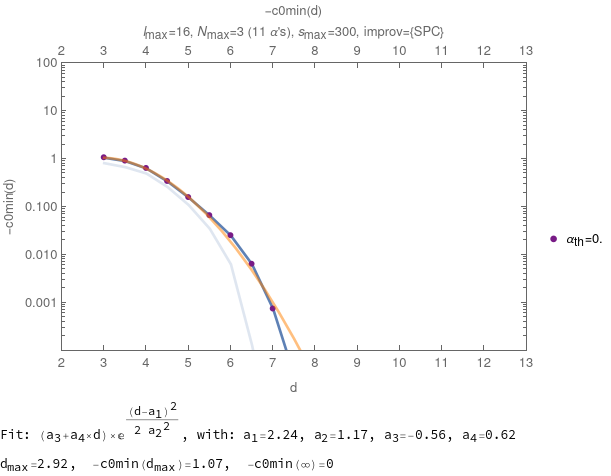 −c0min(d)
lmax=16, Nmax=3 (11 α's), smax=300, improv={SPC}
2 3 4 5 6 7 8 9 10 11 12 13
100
10
1
0.100
0.010
0.001
−c0min(d)
αth=0.
2 3 4 5 6 7 8 9 10 11 12 13
d
Fit: (a3+a4×d)×e^((d−a1)^2/(2 a2^2)), with: a1=2.24, a2=1.17, a3=−0.56, a4=0.62
dmax=2.92, −c0min(dmax)=1.07, −c0min(∞)=0